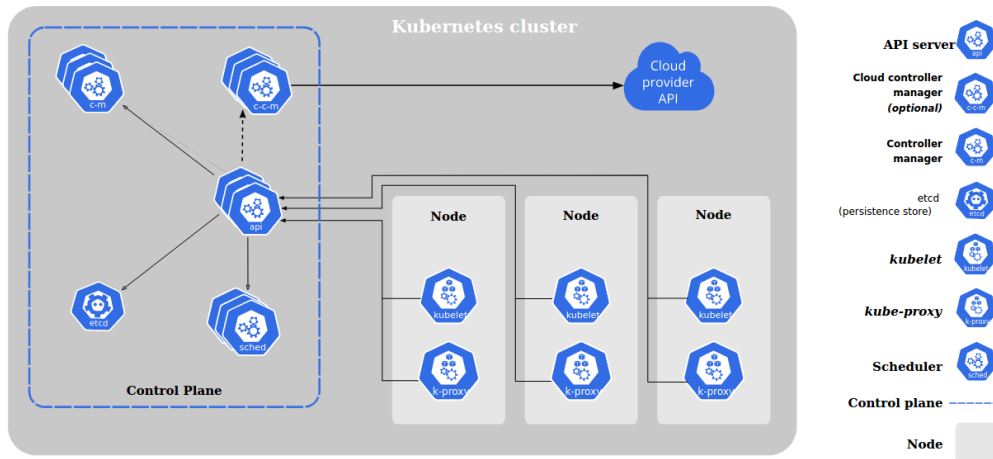 Kubernetes cluster
c-m
c-c-m
Cloud
provider
API
api
etcd
sched
Control Plane
Node
kubelet
k-proxy
Node
kubelet
k-proxy
Node
kubelet
k-proxy
API server
api
Cloud controller
manager
(optional)
c-c-m
Controller
manager
c-m
etcd
(persistence store)
etcd
kubelet
kubelet
kube-proxy
k-proxy
Scheduler
sched
Control plane
Node